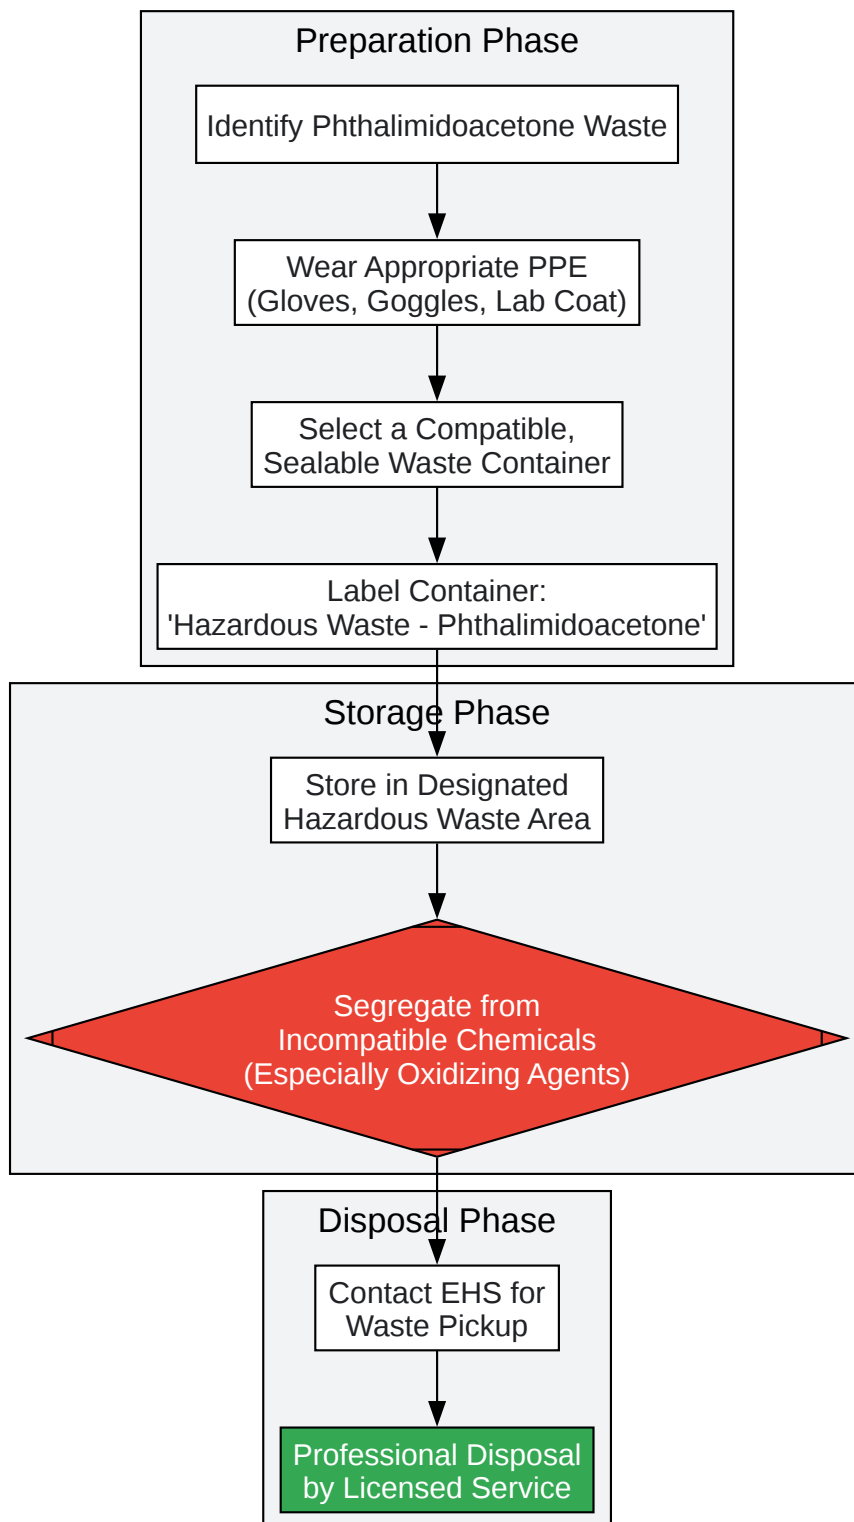 Preparation Phase
Identify Phthalimidoacetone Waste
Wear Appropriate PPE
(Gloves, Goggles, Lab Coat)
Select a Compatible,
Sealable Waste Container
Label Container:
'Hazardous Waste - Phthalimidoacetone'
Storage Phase
Store in Designated
Hazardous Waste Area
Segregate from
Incompatible Chemicals
(Especially Oxidizing Agents)
Disposal Phase
Contact EHS for
Waste Pickup
Professional Disposal
by Licensed Service